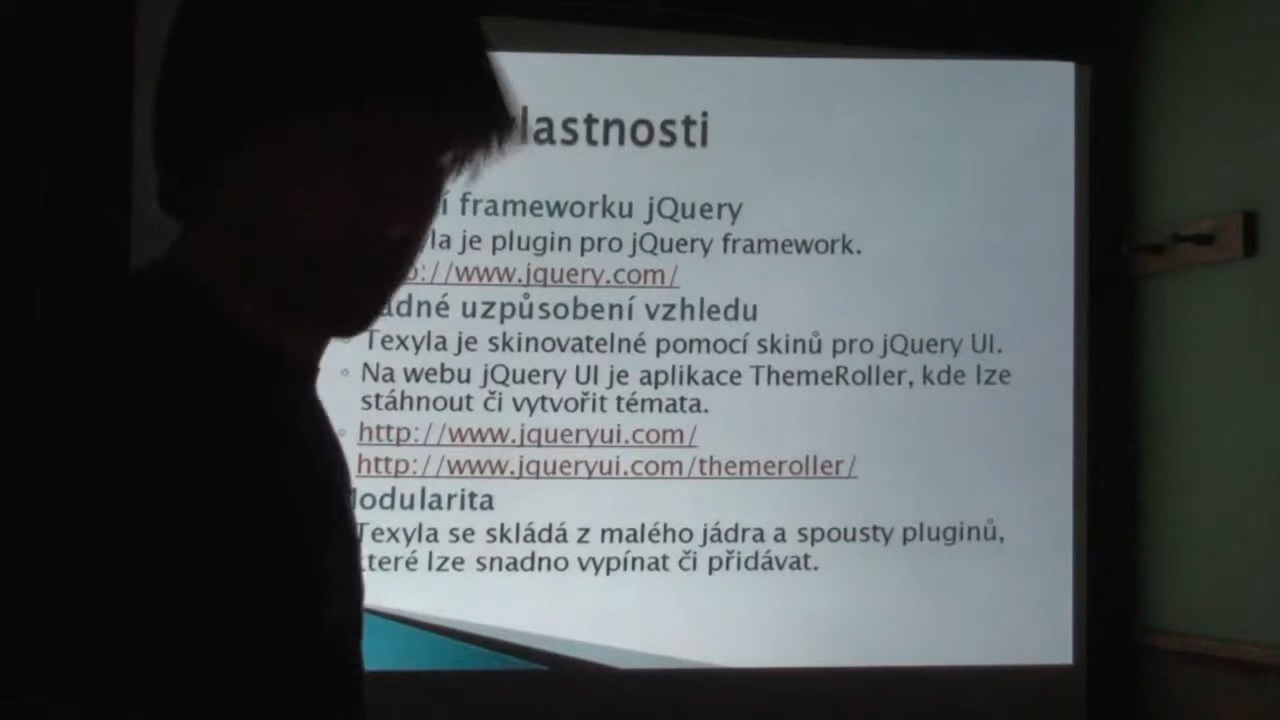 lastnosti
í frameworku jQuery
la je plugin pro jQuery framework.
p://www.jquery.com/
adné uzpůsobení vzhledu
Texyla je skinovatelné pomocí skinů pro jQuery UI.
Na webu jQuery UI je aplikace ThemeRoller, kde lze
stáhnout či vytvořit témata.
http://www.jqueryui.com/
http://www.jqueryui.com/themeroller/
odularita
Texyla se skládá z malého jádra a spousty pluginů,
teré lze snadno vypínat či přidávat.